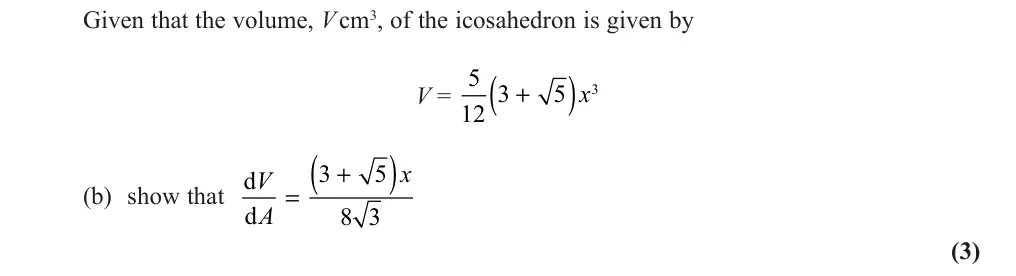 Given that the volume, V cm³, of the icosahedron is given by
V = 5/12 (3 + √5) x³
(b) show that dV/dA = (3 + √5)x / 8√3
(3)